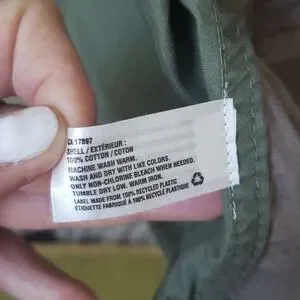 CA 17897
SHELL / EXTÉRIEUR :
100% COTTON / COTON
MACHINE WASH WARM.
WASH AND DRY WITH LIKE COLORS.
ONLY NON-CHLORINE BLEACH WHEN NEEDED.
TUMBLE DRY LOW. WARM IRON.
LABEL MADE FROM 100% RECYCLED PLASTIC
ÉTIQUETTE FABRIQUÉ À 100% RECYCLÉ PLASTIQUE